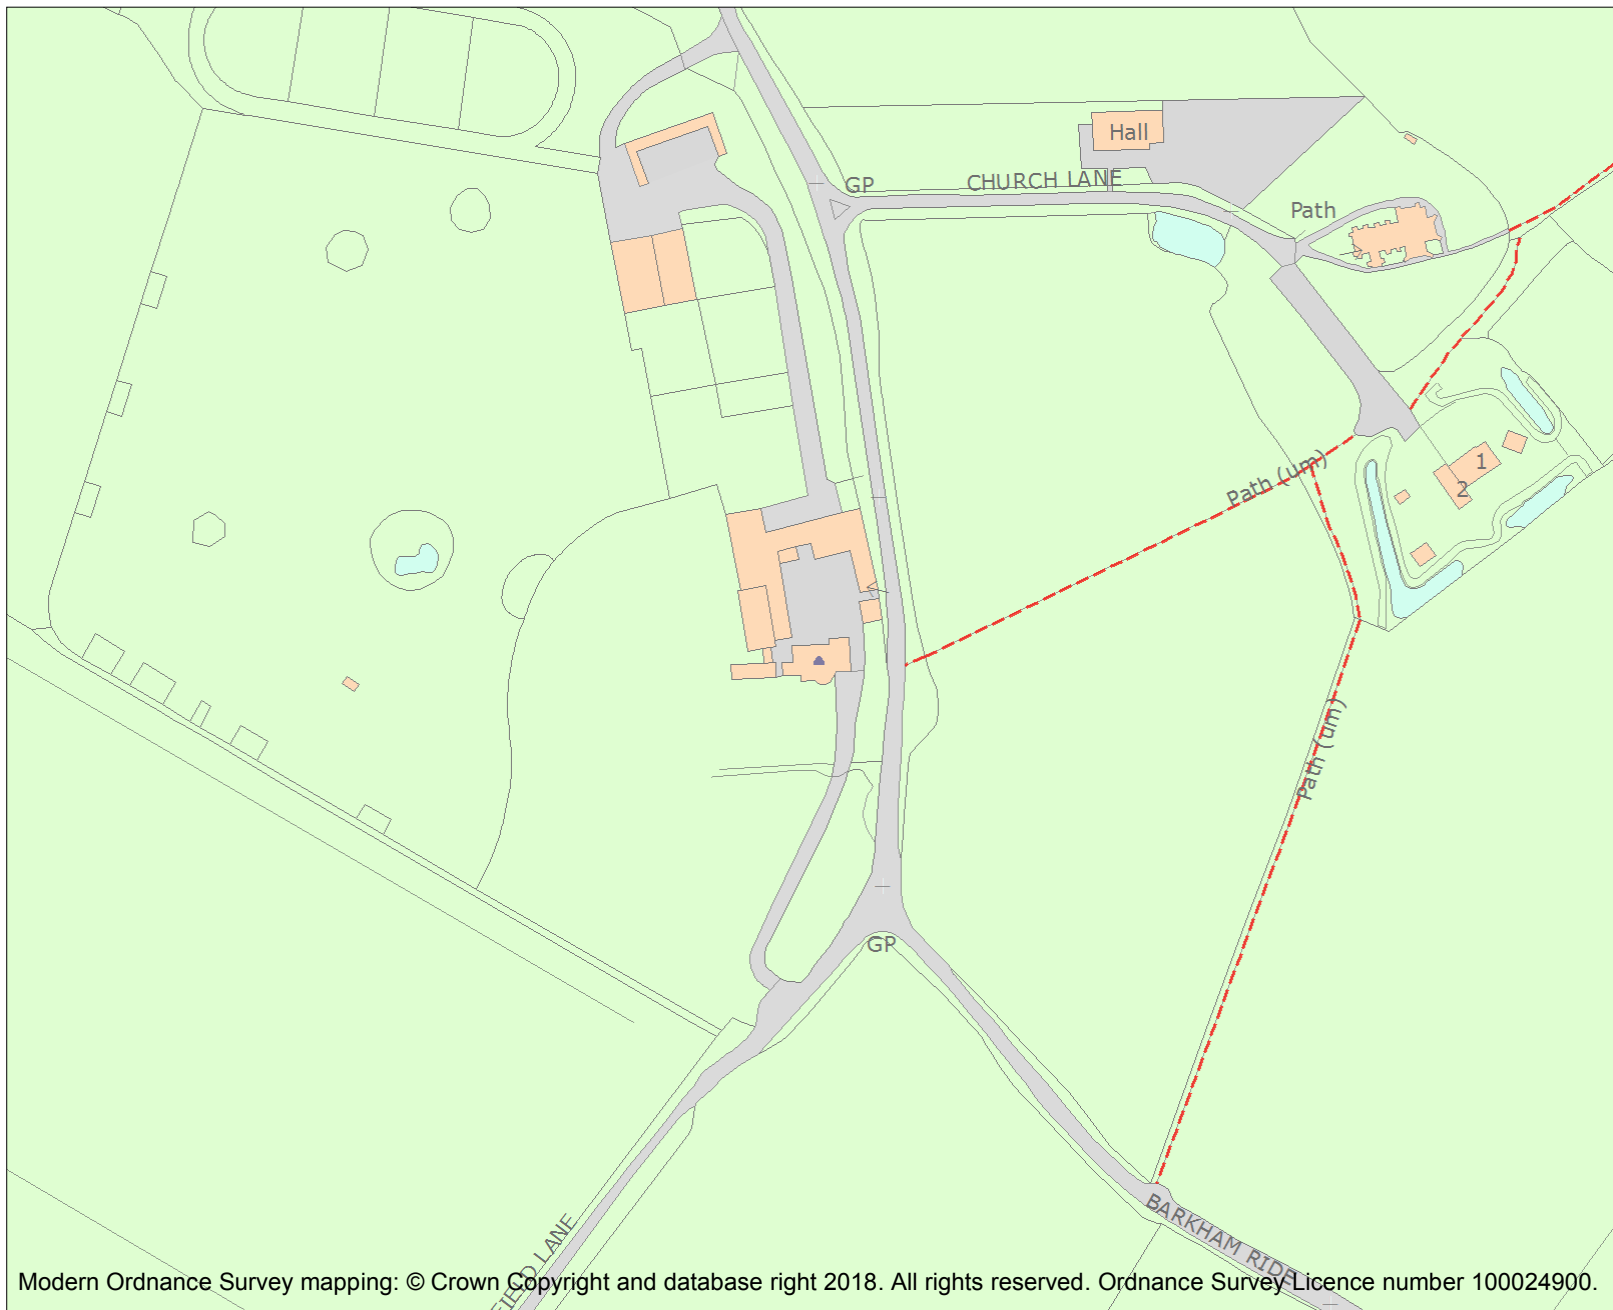 Hall
CHURCH LANE
GP
Path
Path (um)
1
2
Path (um)
GP
BARKHAM RIDE
FIELD LANE
Modern Ordnance Survey mapping: © Crown Copyright and database right 2018. All rights reserved. Ordnance Survey Licence number 100024900.